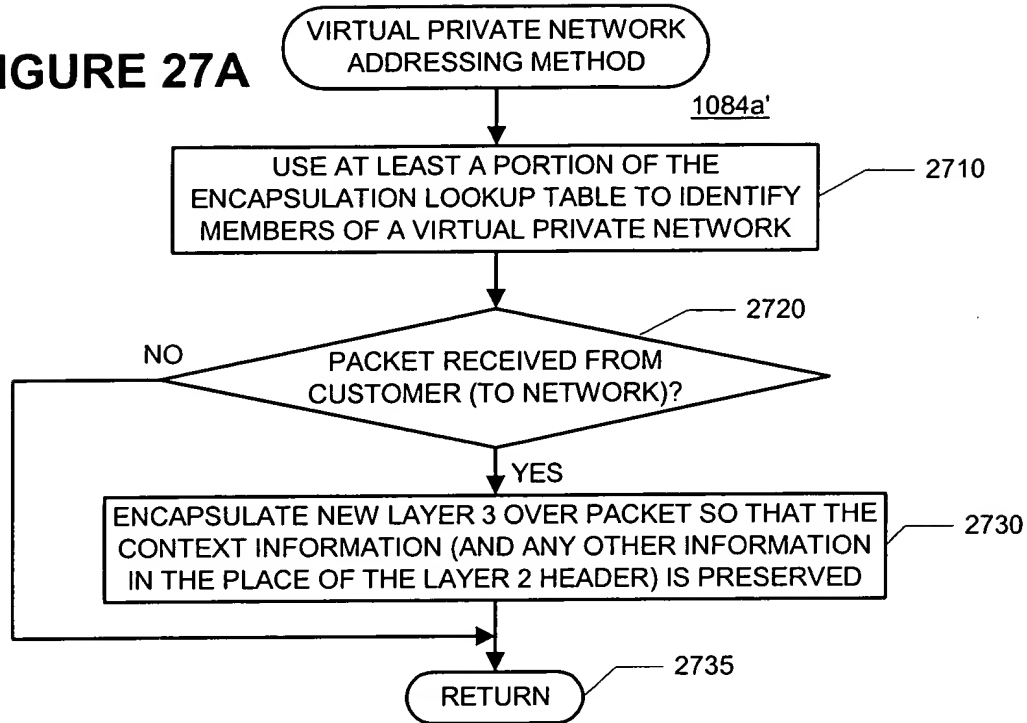 IGURE 27A
VIRTUAL PRIVATE NETWORK
ADDRESSING METHOD
1084a'
USE AT LEAST A PORTION OF THE
ENCAPSULATION LOOKUP TABLE TO IDENTIFY
MEMBERS OF A VIRTUAL PRIVATE NETWORK
2710
2720
NO
PACKET RECEIVED FROM
CUSTOMER (TO NETWORK)?
YES
ENCAPSULATE NEW LAYER 3 OVER PACKET SO THAT THE
CONTEXT INFORMATION (AND ANY OTHER INFORMATION
IN THE PLACE OF THE LAYER 2 HEADER) IS PRESERVED
2730
RETURN
2735